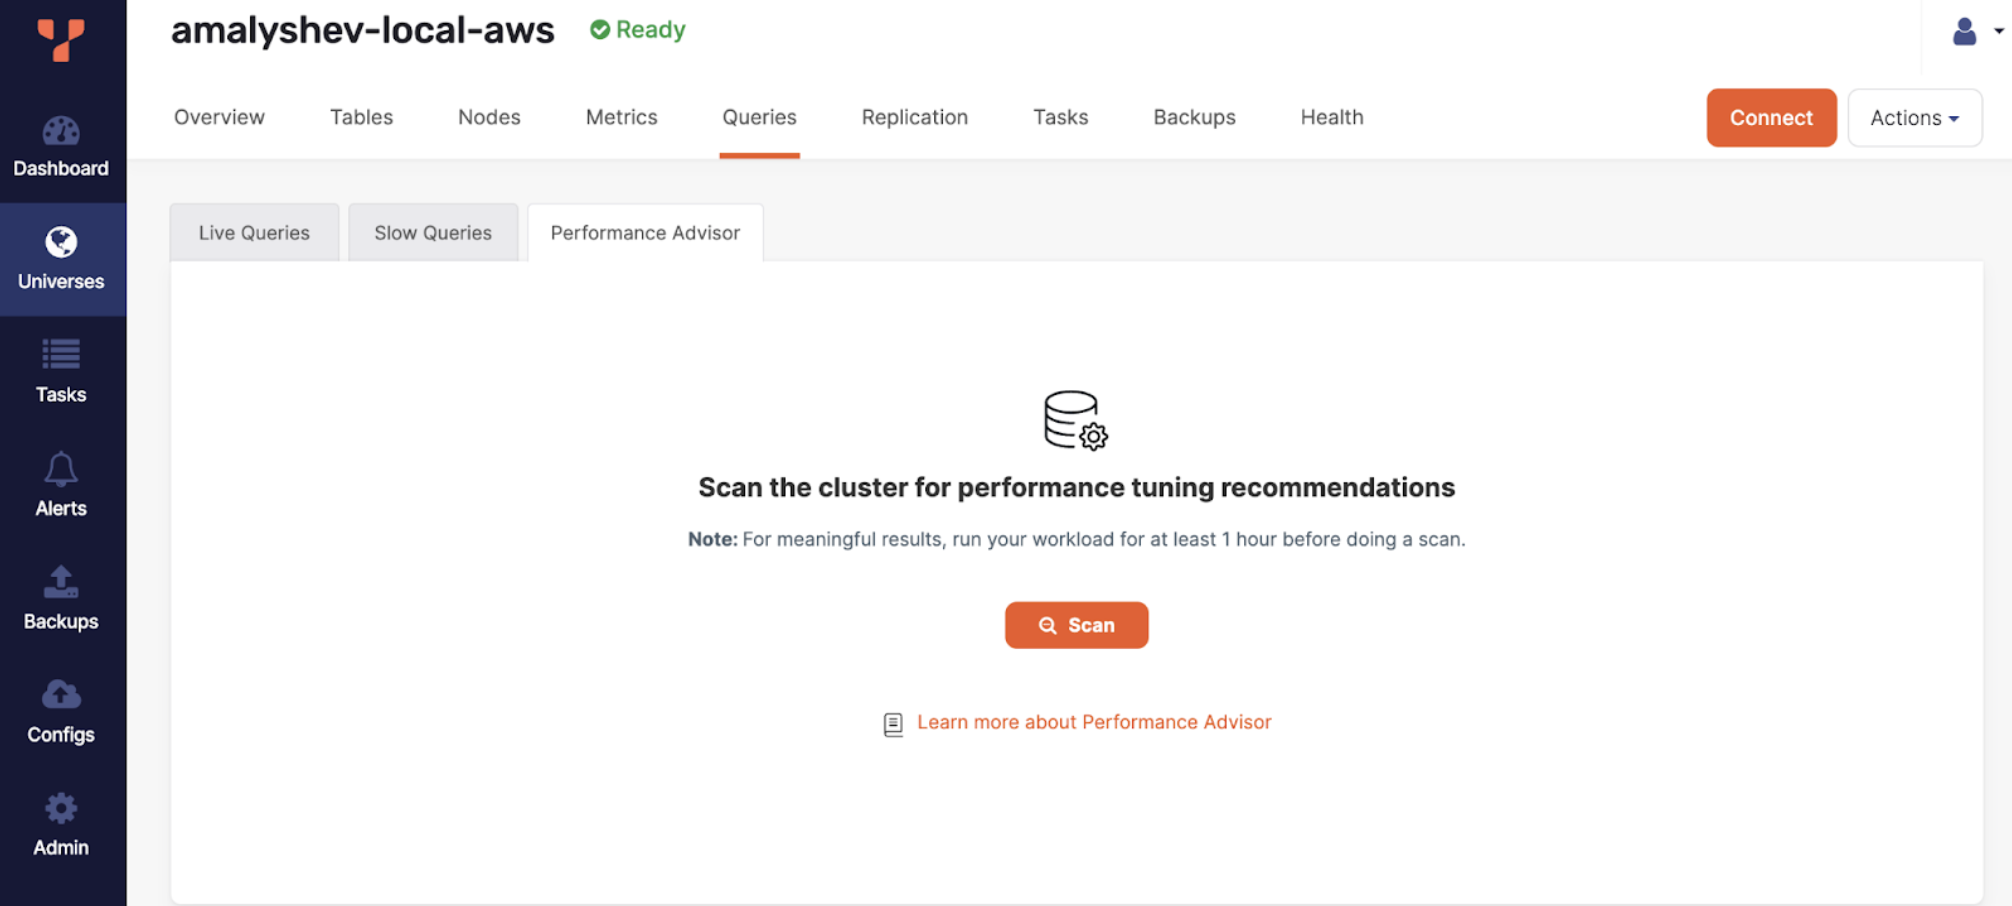 amalyshev-local-aws Ready
Overview Tables Nodes Metrics Queries Replication Tasks Backups Health Connect Actions
Dashboard
Universes
Tasks
Alerts
Backups
Configs
Admin
Live Queries Slow Queries Performance Advisor
Scan the cluster for performance tuning recommendations
Note: For meaningful results, run your workload for at least 1 hour before doing a scan.
Scan
Learn more about Performance Advisor